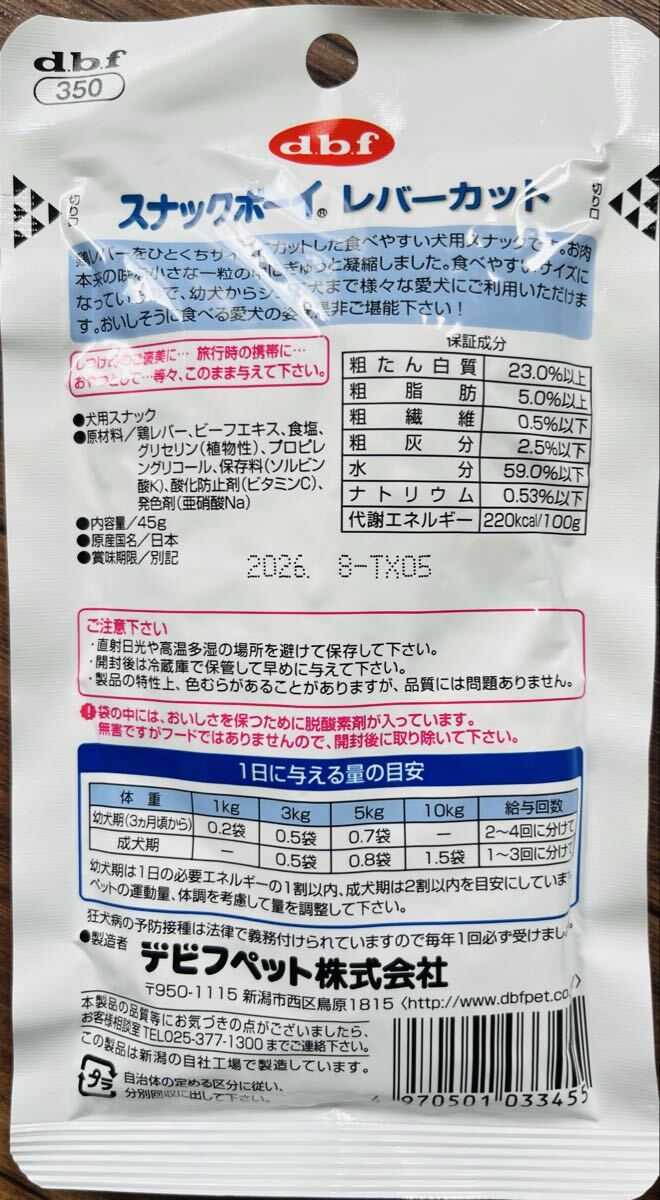 d.b.f
350
d.b.f
スナックボーイ® レバーカット
切り口
切り口
鶏レバーをひとくちサイズにカットした食べやすい犬用スナックです。お肉
本来の味を小さな一粒の中にぎゅっと凝縮しました。食べやすいサイズに
なっていますので、幼犬からシニア犬まで様々な愛犬にご利用いただけま
す。おいしそうに食べる愛犬の姿を是非ご堪能下さい！
しつけ時のご褒美に… 旅行時の携帯に…
おやつとして…等々、このまま与えて下さい。
保証成分
粗たん白質 23.0%以上
粗脂肪 5.0%以上
粗繊維 0.5%以下
粗灰分 2.5%以下
水分 59.0%以下
ナトリウム 0.53%以下
代謝エネルギー 220kcal/100g
●犬用スナック
●原材料／鶏レバー、ビーフエキス、食塩、
グリセリン(植物性)、プロピレ
ングリコール、保存料(ソルビン
酸K)、酸化防止剤(ビタミンC)、
発色剤(亜硝酸Na)
●内容量／45g
●原産国名／日本
●賞味期限／別記
2026. 8-TX05
ご注意下さい
・直射日光や高温多湿の場所を避けて保存して下さい。
・開封後は冷蔵庫で保管して早めに与えて下さい。
・製品の特性上、色むらがあることがありますが、品質には問題ありません。
! 袋の中には、おいしさを保つために脱酸素剤が入っています。
無害ですがフードではありませんので、開封後に取り除いて下さい。
1日に与える量の目安
体重 1kg 3kg 5kg 10kg 給与回数
幼犬期(3ヵ月頃から) 0.2袋 0.5袋 0.7袋 — 2〜4回に分けて
成犬期 — 0.5袋 0.8袋 1.5袋 1〜3回に分けて
幼犬期は1日の必要エネルギーの1割以内、成犬期は2割以内を目安にしていま
ペットの運動量、体調を考慮して量を調整して下さい。
狂犬病の予防接種は法律で義務付けられていますので毎年1回必ず受けましょ
●製造者 デビフペット株式会社
〒950-1115 新潟市西区鳥原1815〈http://www.dbfpet.co
本製品の品質等にお気づきの点がございましたら、
お客様相談室TEL025-377-1300までご連絡下さい。
この製品は新潟の自社工場で製造しています。
プラ
自治体の定める区分に従い、
分別回収に出して下さい。
4 970501 033455